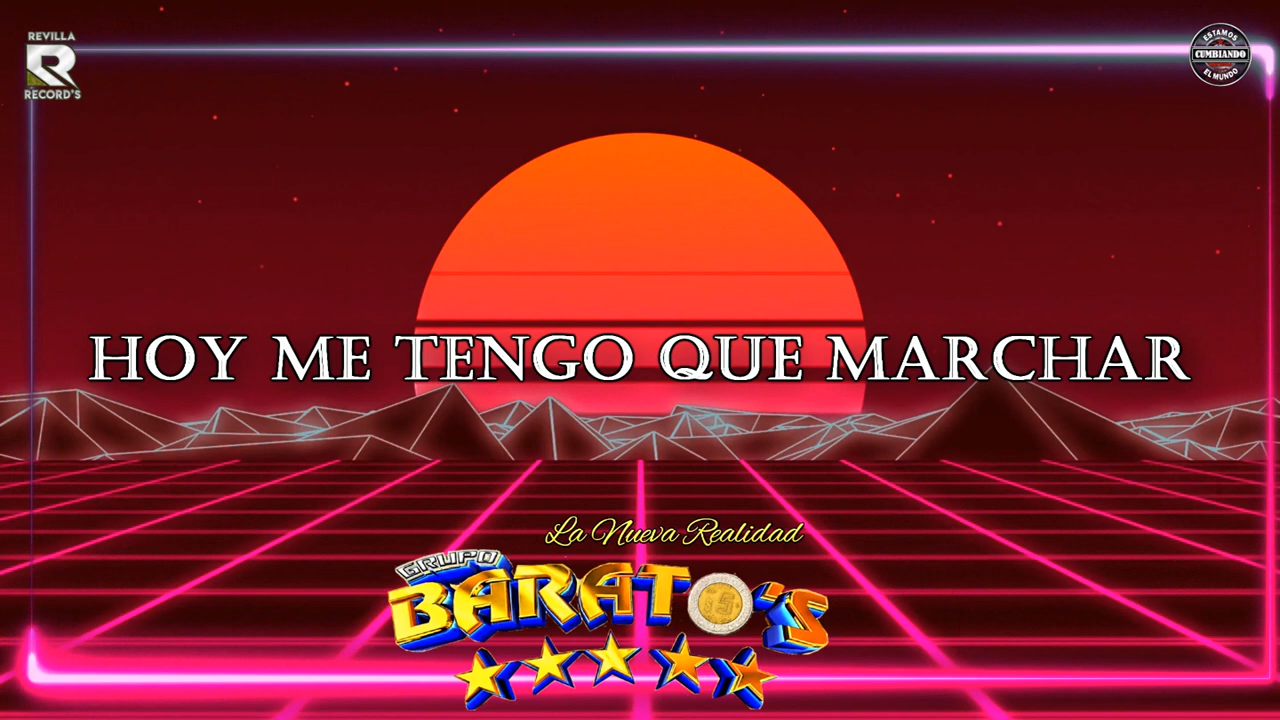 REVILLA
R
RECORD'S
ESTAMOS
CUMBIANDO
EL MUNDO
HOY ME TENGO QUE MARCHAR
La Nueva Realidad
GRUPO
BARATO'S